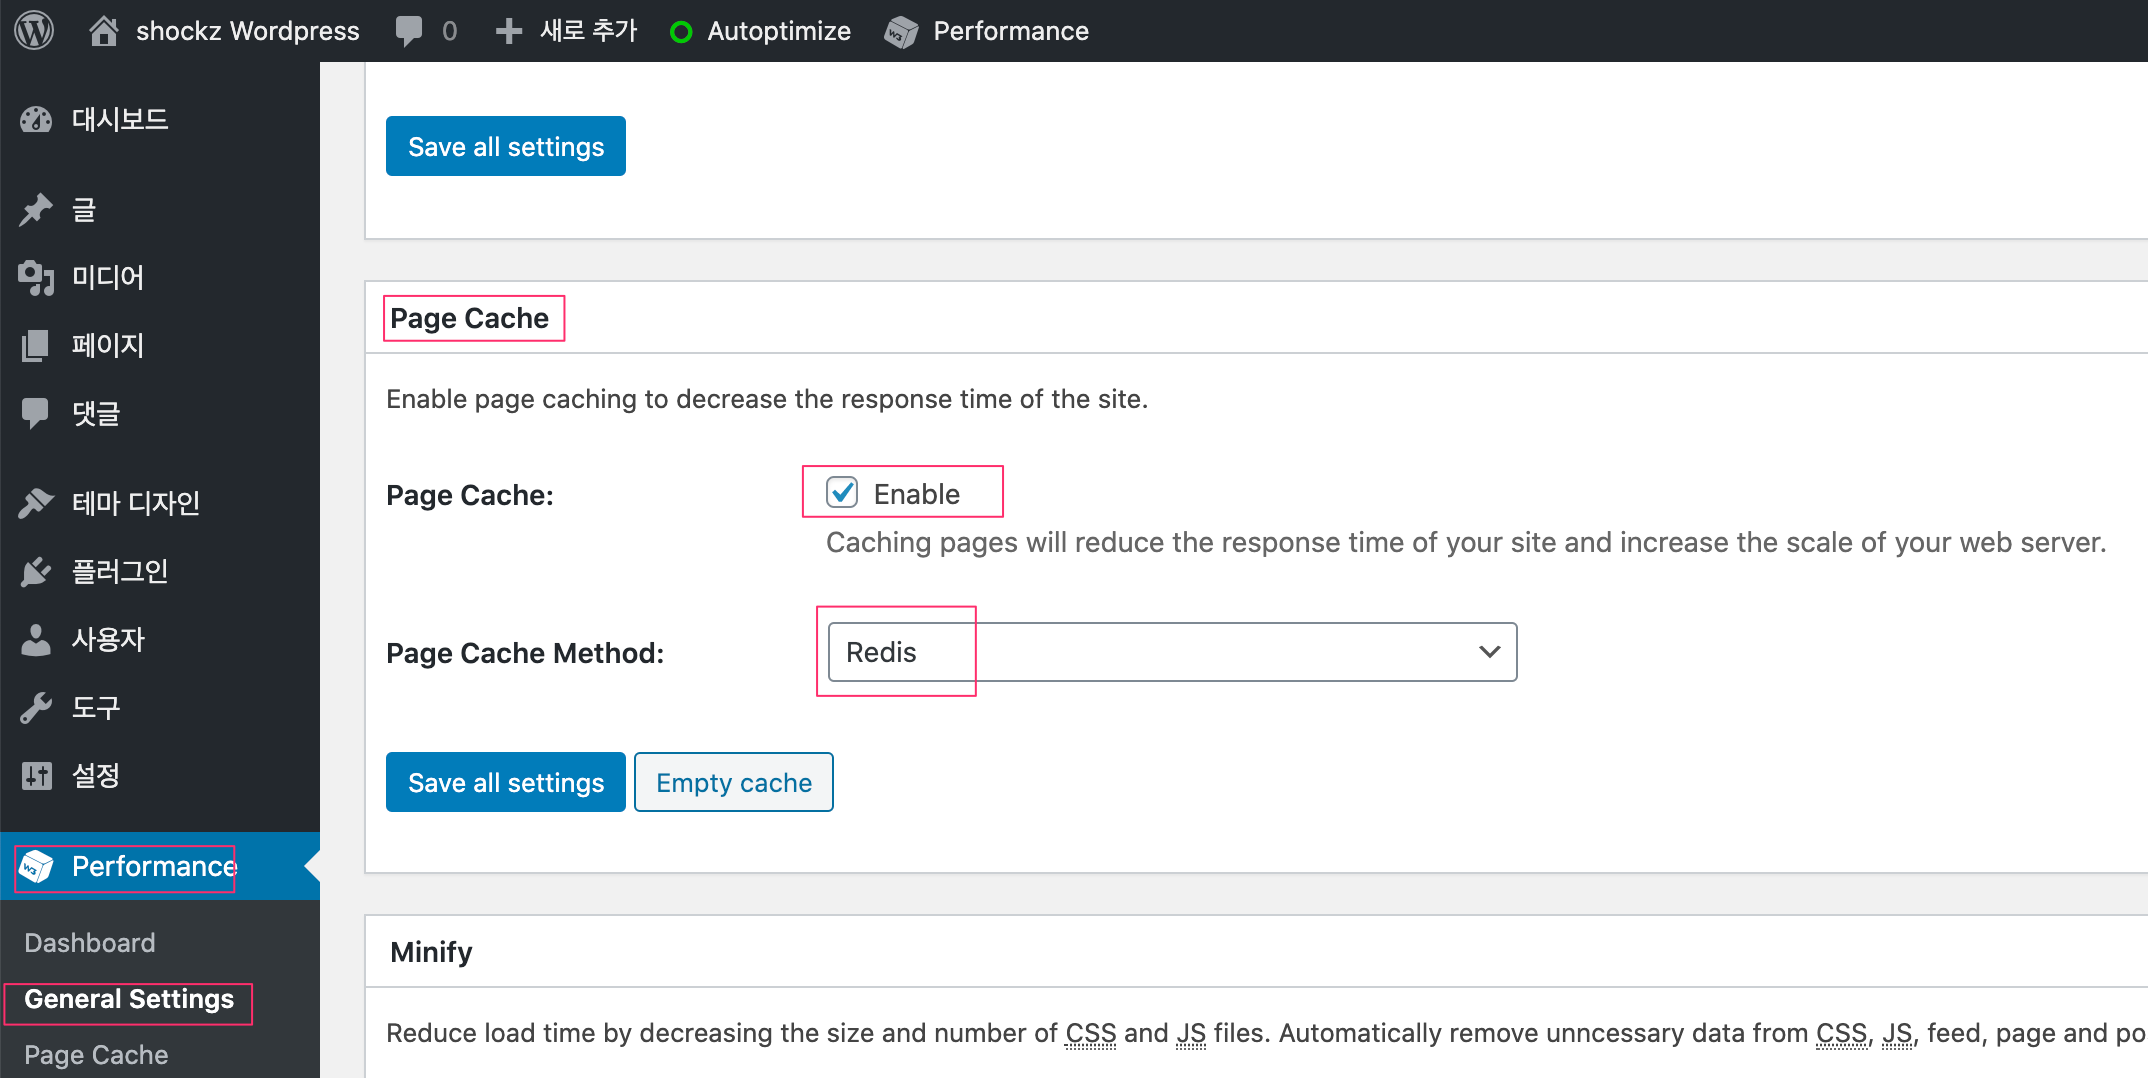 shockz Wordpress 0 새로 추가 Autoptimize Performance
대시보드
글
미디어
페이지
댓글
테마 디자인
플러그인
사용자
도구
설정
Performance
Dashboard
General Settings
Page Cache
Save all settings
Page Cache
Enable page caching to decrease the response time of the site.
Page Cache: Enable
Caching pages will reduce the response time of your site and increase the scale of your web server.
Page Cache Method: Redis
Save all settings Empty cache
Minify
Reduce load time by decreasing the size and number of CSS and JS files. Automatically remove unncessary data from CSS, JS, feed, page and po